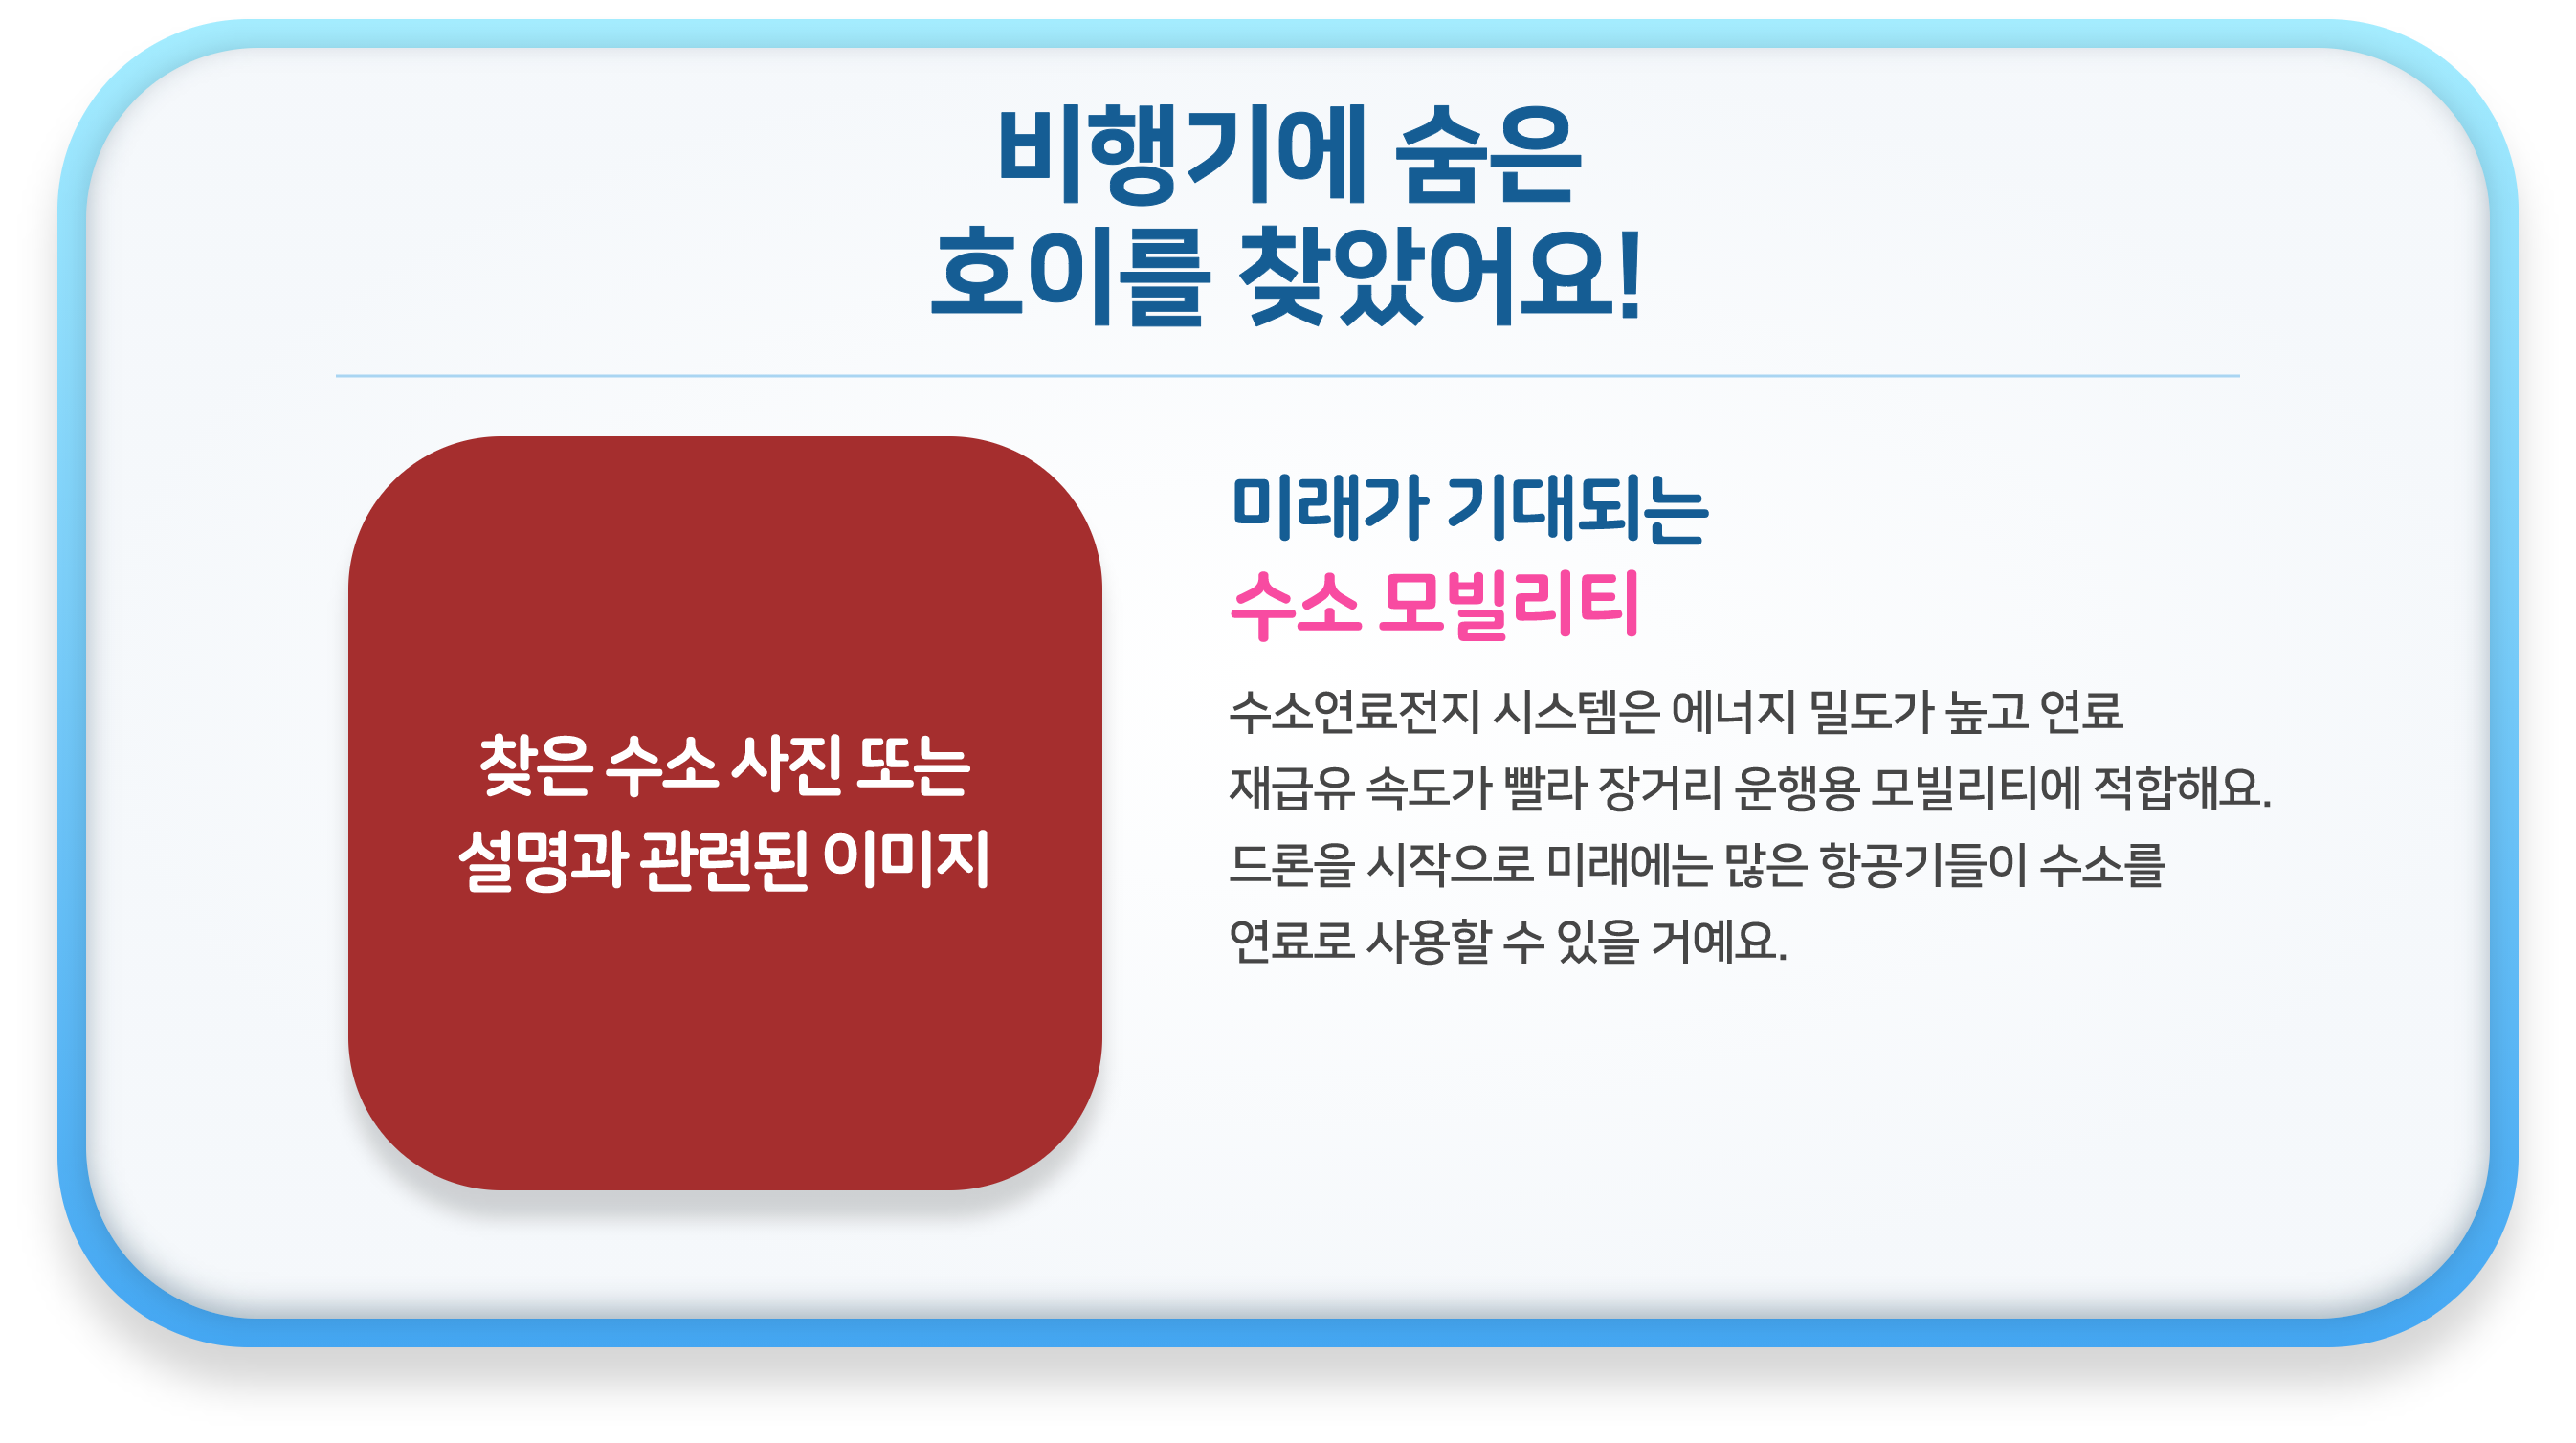 비행기에 숨은
호이를 찾았어요!
찾은 수소 사진 또는
설명과 관련된 이미지
미래가 기대되는
수소 모빌리티
수소연료전지 시스템은 에너지 밀도가 높고 연료
재급유 속도가 빨라 장거리 운행용 모빌리티에 적합해요.
드론을 시작으로 미래에는 많은 항공기들이 수소를
연료로 사용할 수 있을 거예요.